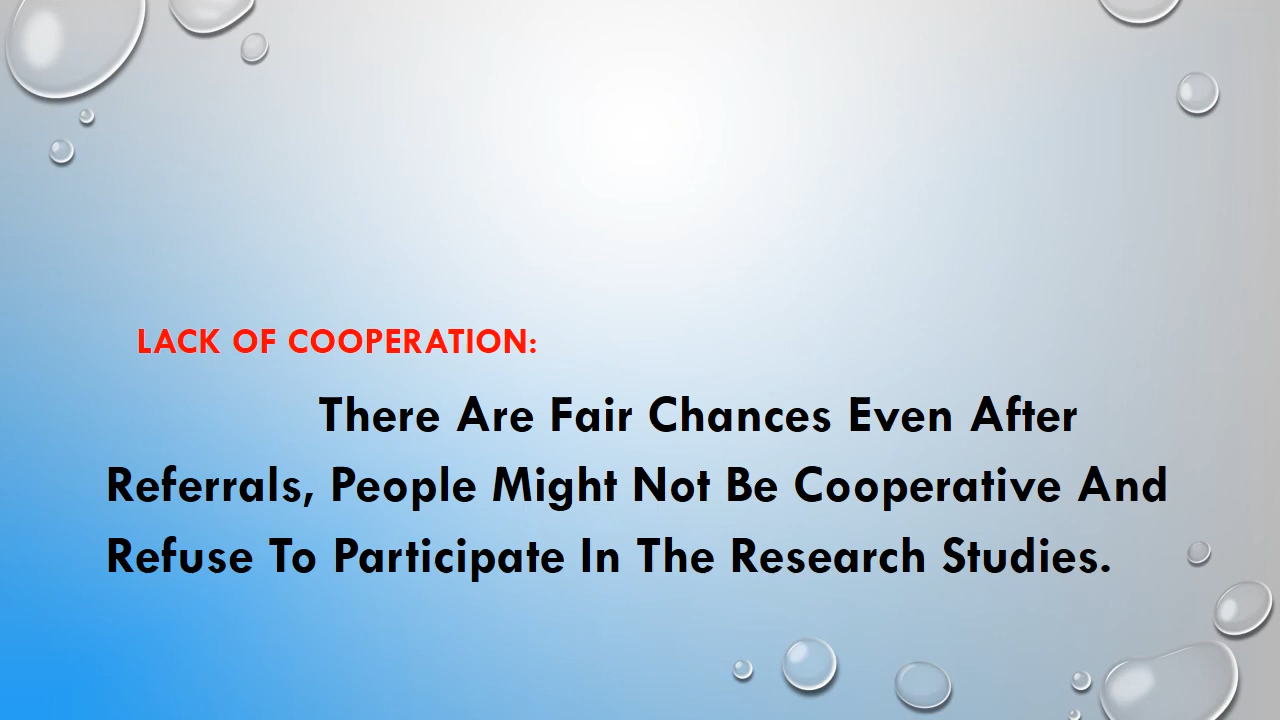 LACK OF COOPERATION:
There Are Fair Chances Even After
Referrals, People Might Not Be Cooperative And
Refuse To Participate In The Research Studies.